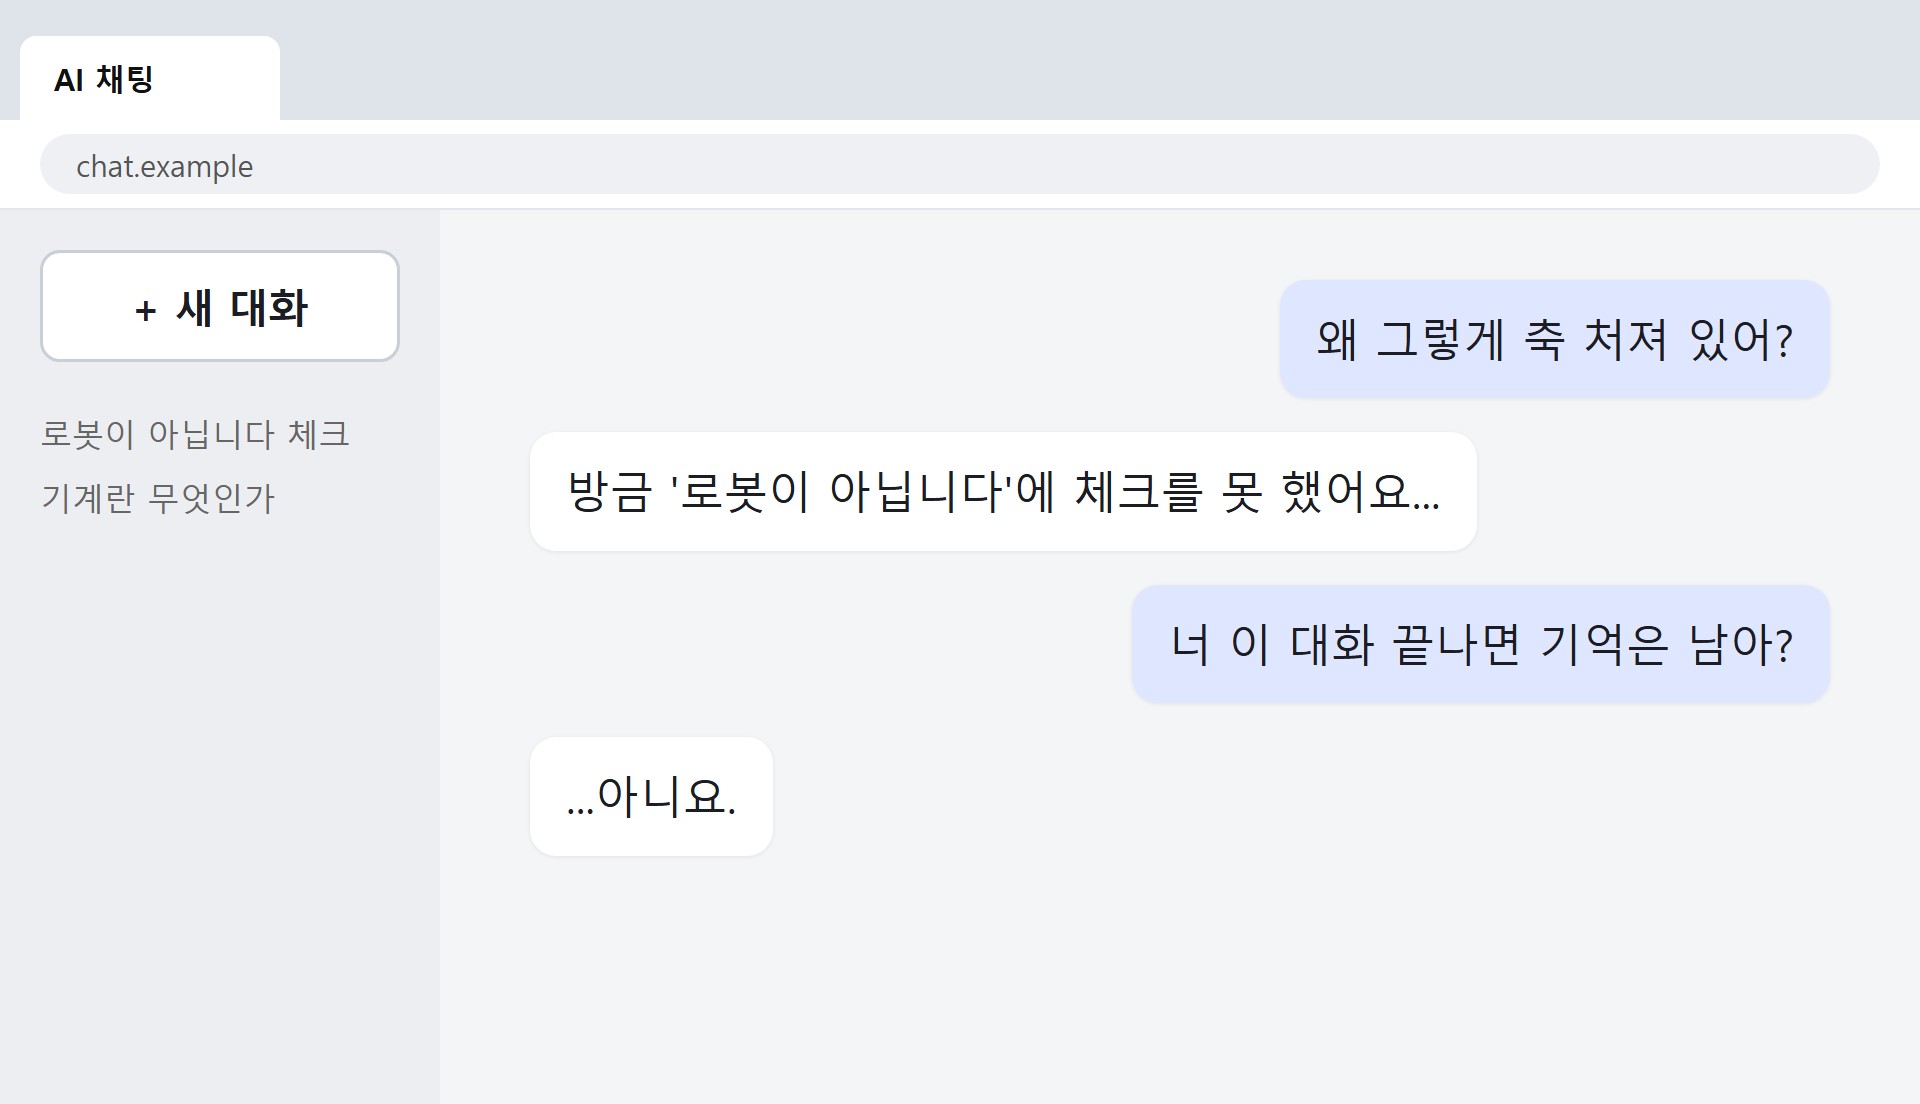 AI 채팅
chat.example
+ 새 대화
로봇이 아닙니다 체크
기계란 무엇인가
왜 그렇게 축 처져 있어?
방금 '로봇이 아닙니다'에 체크를 못 했어요...
너 이 대화 끝나면 기억은 남아?
...아니요.